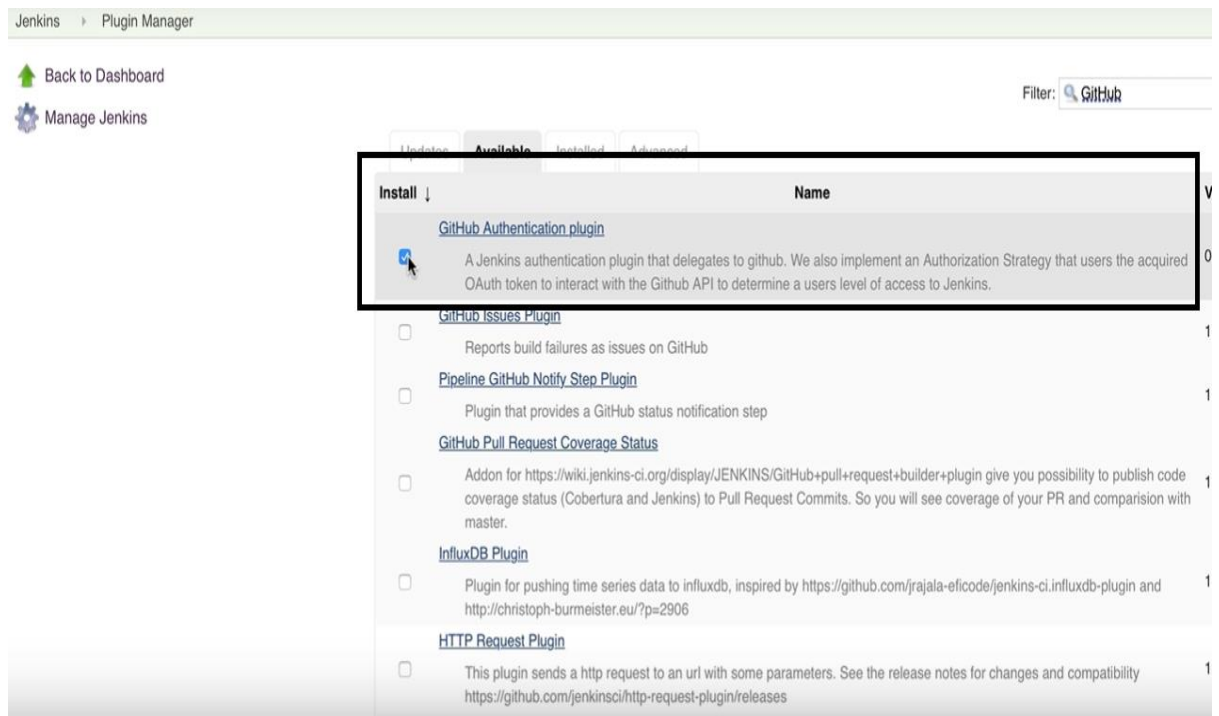 Jenkins Plugin Manager
Back to Dashboard
Manage Jenkins
Filter: GitHub
Updates Available Installed Advanced
Install ↓ Name V
GitHub Authentication plugin
A Jenkins authentication plugin that delegates to github. We also implement an Authorization Strategy that users the acquired
OAuth token to interact with the Github API to determine a users level of access to Jenkins.
0
GitHub Issues Plugin
Reports build failures as issues on GitHub
1
Pipeline GitHub Notify Step Plugin
Plugin that provides a GitHub status notification step
1
GitHub Pull Request Coverage Status
Addon for https://wiki.jenkins-ci.org/display/JENKINS/GitHub+pull+request+builder+plugin give you possibility to publish code
coverage status (Cobertura and Jenkins) to Pull Request Commits. So you will see coverage of your PR and comparision with
master.
1
InfluxDB Plugin
Plugin for pushing time series data to influxdb, inspired by https://github.com/jrajala-eficode/jenkins-ci.influxdb-plugin and
http://christoph-burmeister.eu/?p=2906
1
HTTP Request Plugin
This plugin sends a http request to an url with some parameters. See the release notes for changes and compatibility
https://github.com/jenkinsci/http-request-plugin/releases
1